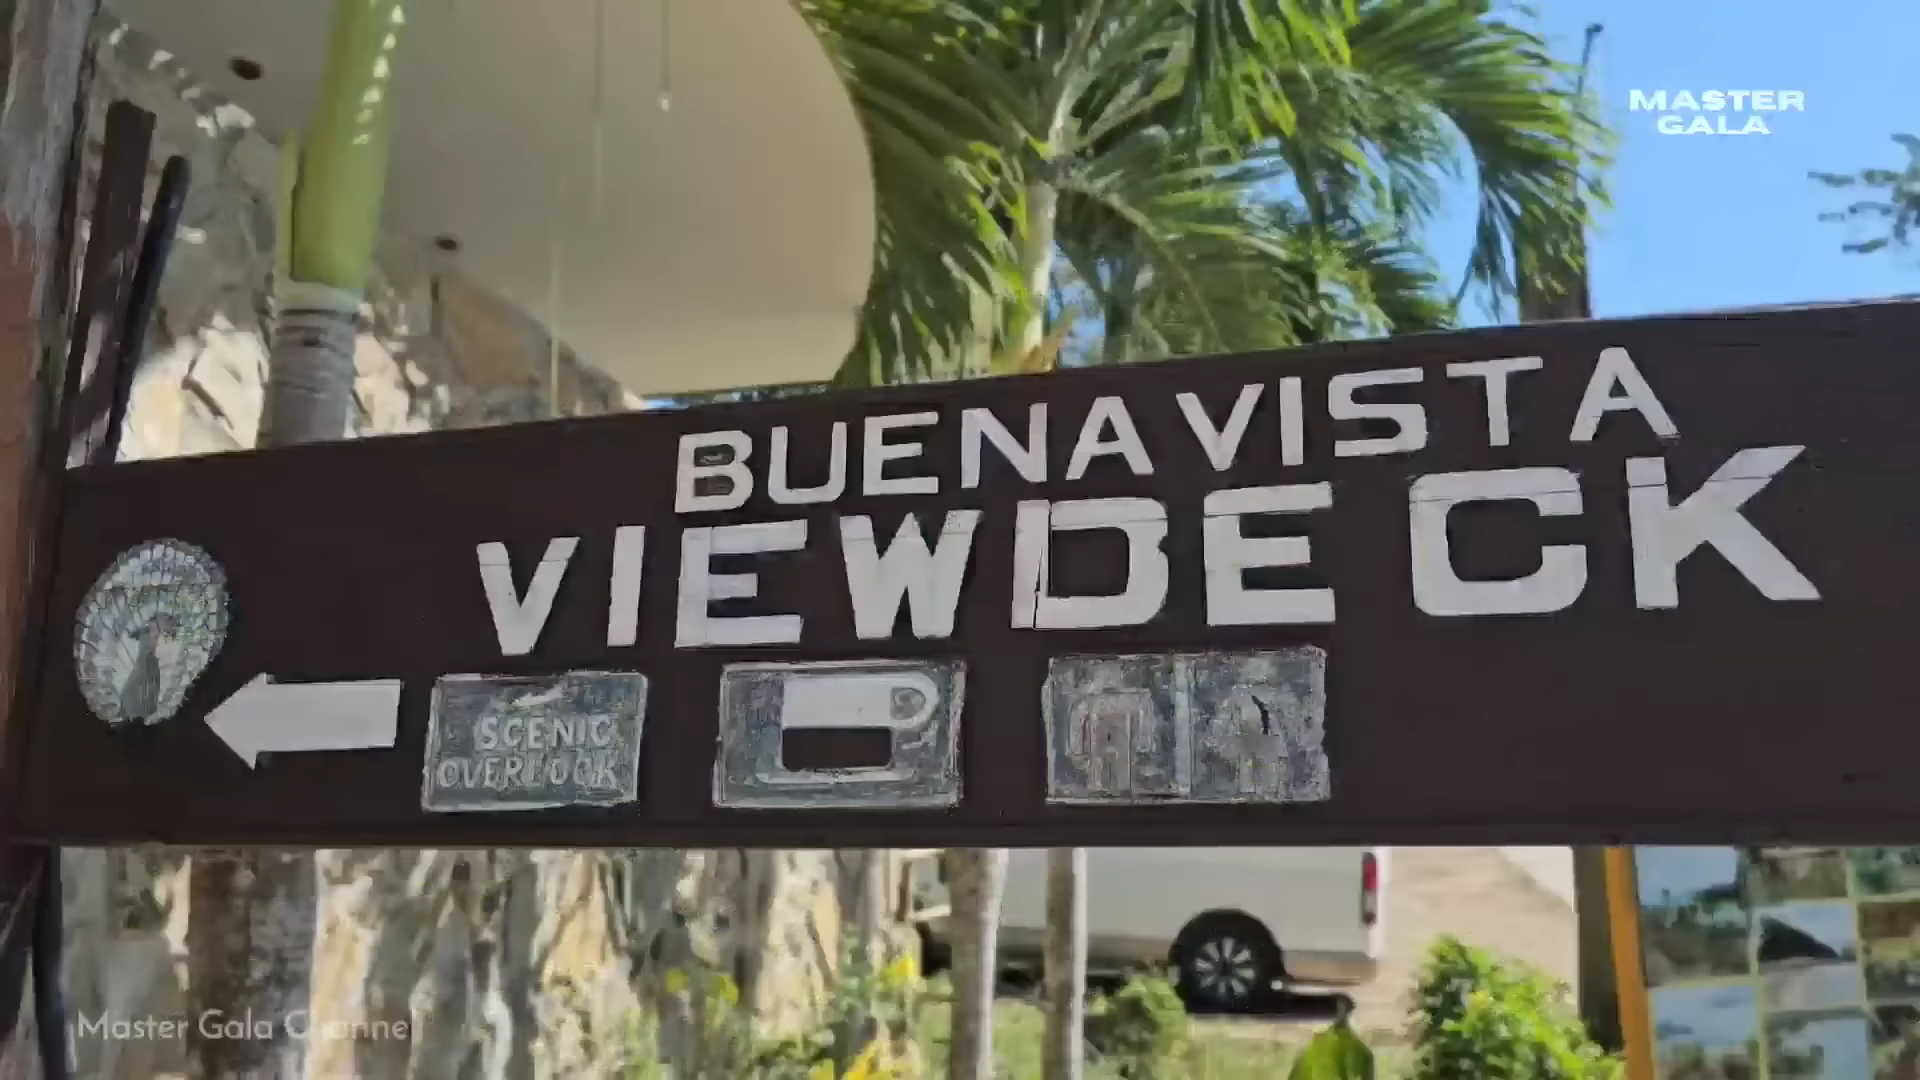 MASTER
GALA
BUENAVISTA
VIEWDECK
SCENIC
OVERLOOK
Master Gala Channel